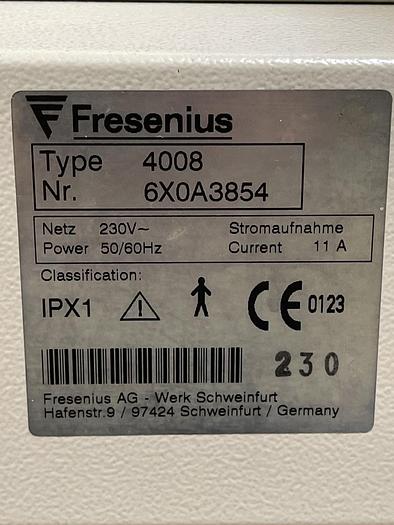 Fresenius
Type 4008
Nr. 6X0A3854
Netz 230V~ Stromaufnahme
Power 50/60Hz Current 11 A
Classification:
IPX1 CE 0123
230
Fresenius AG - Werk Schweinfurt
Hafenstr.9 / 97424 Schweinfurt / Germany